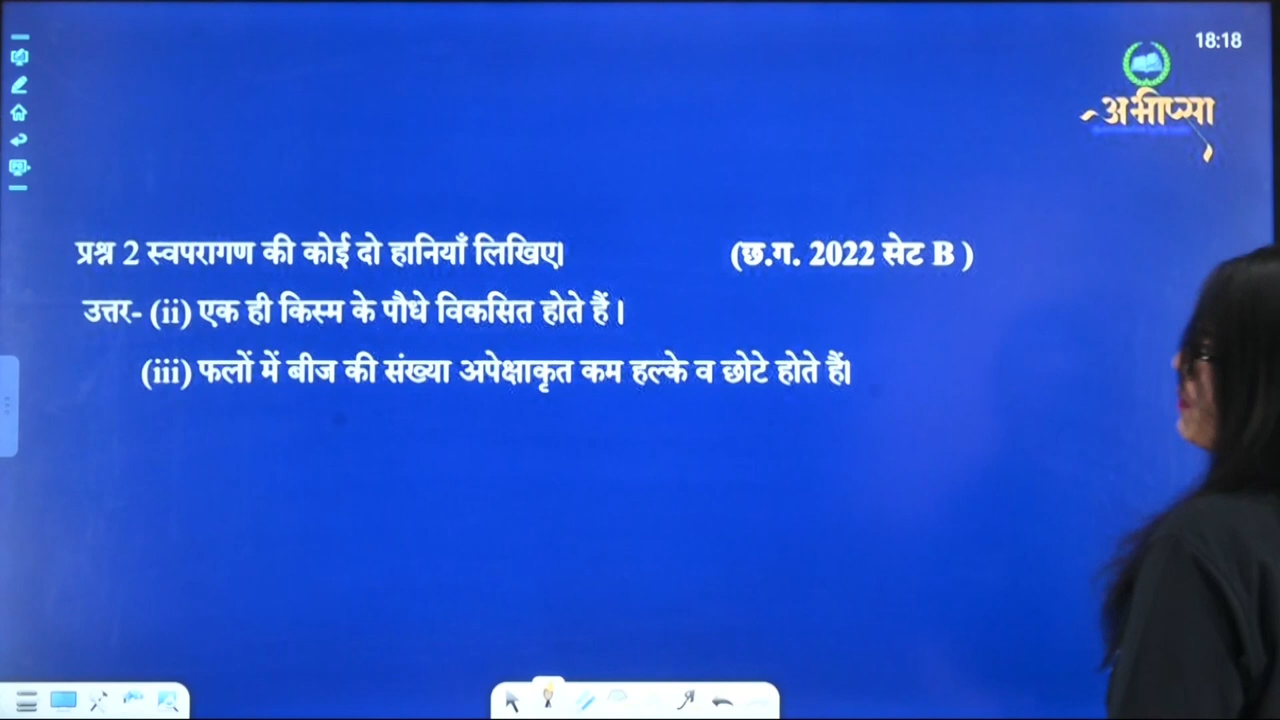 18:18
अभीप्सा
प्रश्न 2 स्वपरागण की कोई दो हानियाँ लिखिए। (छ.ग. 2022 सेट B )
उत्तर- (ii) एक ही किस्म के पौधे विकसित होते हैं ।
(iii) फलों में बीज की संख्या अपेक्षाकृत कम हल्के व छोटे होते हैं।